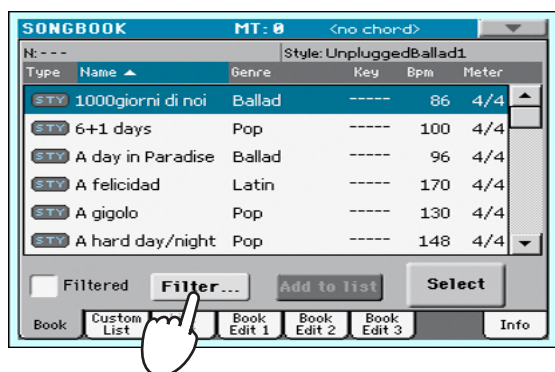 SONGBOOK MT: 0 <no chord>
N:--- Style: UnpluggedBallad1
Type Name Genre Key Bpm Meter
STY 1000giorni di noi Ballad ----- 86 4/4
STY 6+1 days Pop ----- 100 4/4
STY A day in Paradise Ballad ----- 96 4/4
STY A felicidad Latin ----- 170 4/4
STY A gigolo Pop ----- 130 4/4
STY A hard day/night Pop ----- 148 4/4
Filtered Filter... Add to list Select
Book Custom List Book Edit 1 Book Edit 2 Book Edit 3 Info